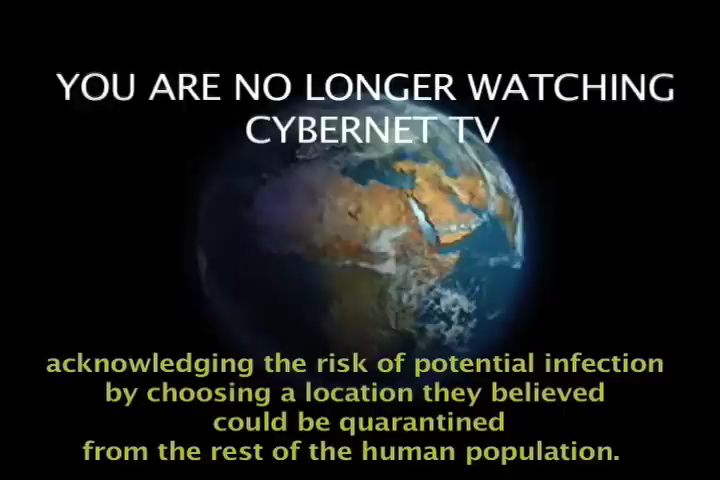 YOU ARE NO LONGER WATCHING
CYBERNET TV
acknowledging the risk of potential infection
by choosing a location they believed
could be quarantined
from the rest of the human population.